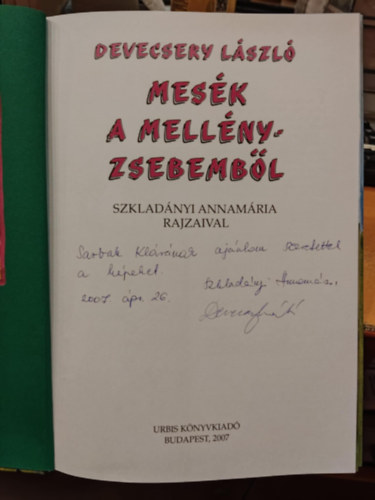 DEVECSERY LÁSZLÓ
MESÉK
A MELLÉNY-
ZSEBEMBŐL
SZKLADÁNYI ANNAMÁRIA
RAJZAIVAL
Sarbak Klárának ajánlom szeretettel
a képeket.
2007. ápr. 26.
Szkladányi Annamária
URBIS KÖNYVKIADÓ
BUDAPEST, 2007